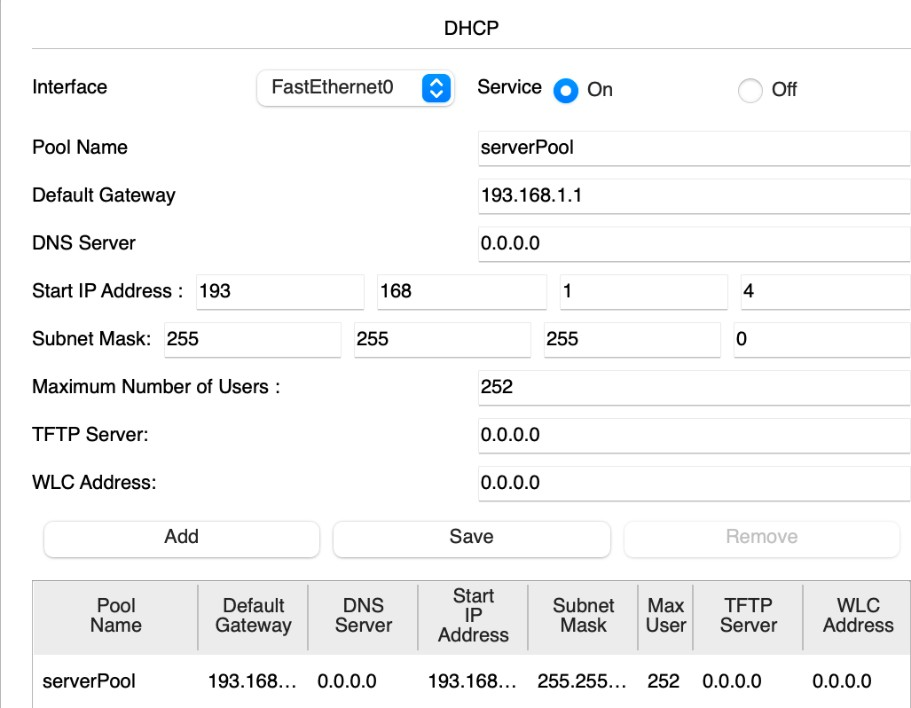 DHCP
Interface FastEthernet0 Service On Off
Pool Name serverPool
Default Gateway 193.168.1.1
DNS Server 0.0.0.0
Start IP Address : 193 168 1 4
Subnet Mask: 255 255 255 0
Maximum Number of Users : 252
TFTP Server: 0.0.0.0
WLC Address: 0.0.0.0
Add Save Remove
Pool Name Default Gateway DNS Server Start IP Address Subnet Mask Max User TFTP Server WLC Address
serverPool 193.168... 0.0.0.0 193.168... 255.255... 252 0.0.0.0 0.0.0.0